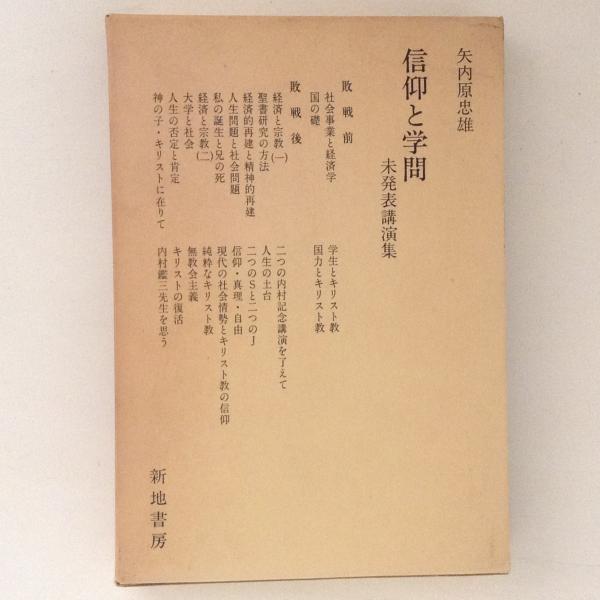 矢内原忠雄
信仰と学問
未発表講演集
敗戦前
社会事業と経済学
国の礎
学生とキリスト教
国力とキリスト教
敗戦後
経済と宗教(一)
聖書研究の方法
経済的再建と精神的再建
人生問題と社会問題
私の誕生と兄の死
経済と宗教(二)
大学と社会
人生の否定と肯定
神の子・キリストに在りて
二つの内村記念講演を了えて
人生の土台
二つのSと二つのJ
信仰・真理・自由
現代の社会情勢とキリスト教の信仰
純粋なキリスト教
無教会主義
キリストの復活
内村鑑三先生を思う
新地書房